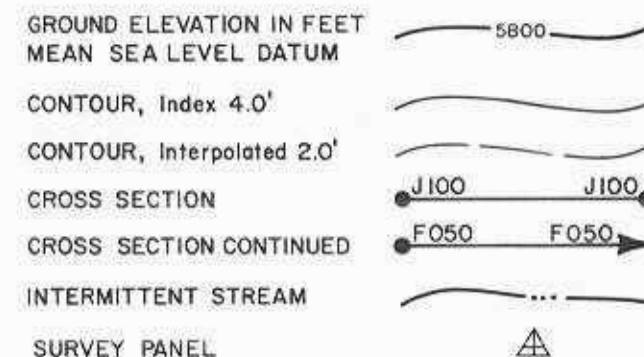 GROUND ELEVATION IN FEET
MEAN SEA LEVEL DATUM
5800
CONTOUR, Index 4.0'
CONTOUR, Interpolated 2.0'
CROSS SECTION
J100 J100
CROSS SECTION CONTINUED
F050 F050
INTERMITTENT STREAM
SURVEY PANEL